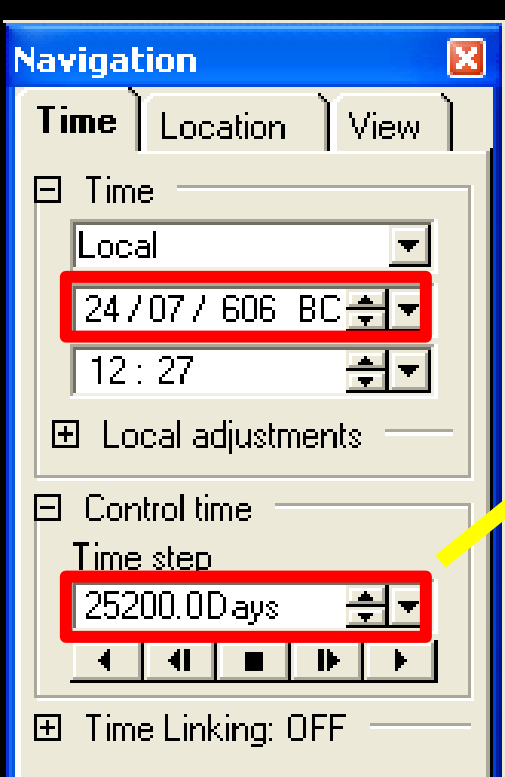 Navigation
Time Location View
Time
Local
24/07/ 606 BC
12: 27
Local adjustments
Control time
Time step
25200.0Days
Time Linking: OFF